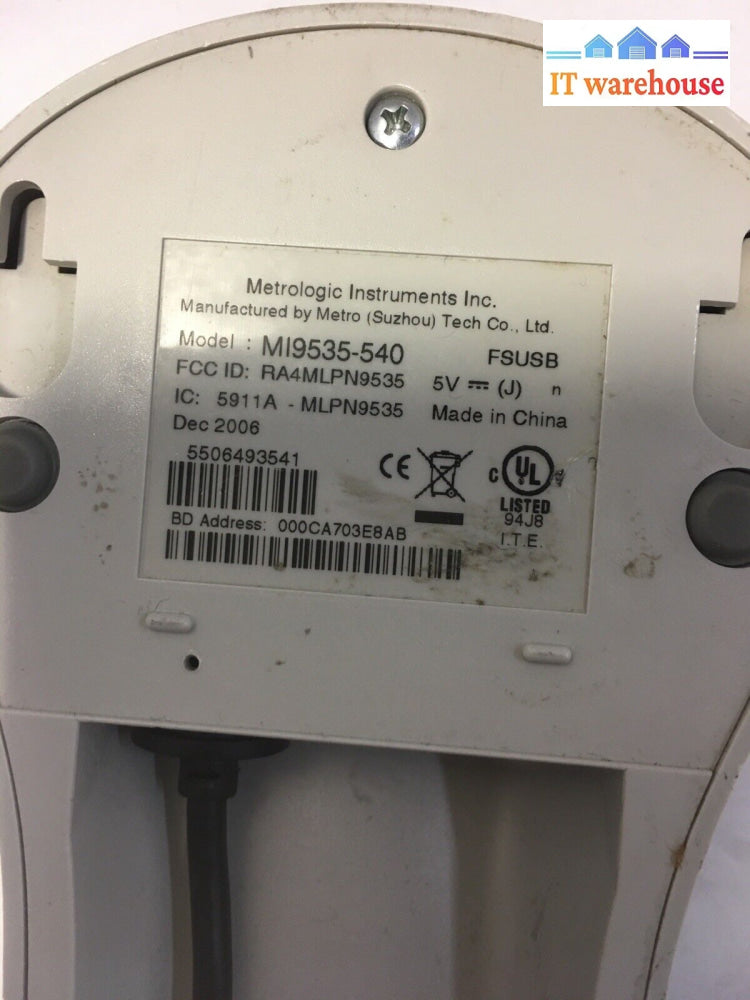 IT warehouse
Metrologic Instruments Inc.
Manufactured by Metro (Suzhou) Tech Co., Ltd.
Model : MI9535-540 FSUSB
FCC ID: RA4MLPN9535 5V ⎓ (J) n
IC: 5911A - MLPN9535 Made in China
Dec 2006
5506493541
CE
C UL
LISTED
BD Address: 000CA703E8AB
94J8
I.T.E.